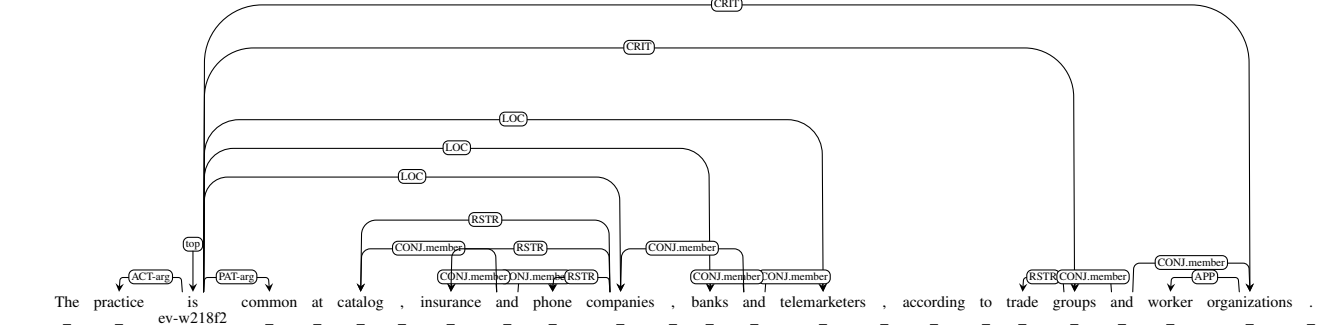 CRIT
CRIT
LOC
LOC
LOC
RSTR
top CONJ.member RSTR CONJ.member
CONJ.member
ACT-arg PAT-arg CONJ.member RSTR CONJ.member CONJ.member RSTR CONJ.member APP
The practice is common at catalog , insurance and phone companies , banks and telemarketers , according to trade groups and worker organizations .
_ _ ev-w218f2 _ _ _ _ _ _ _ _ _ _ _ _ _ _ _ _ _ _ _ _ _